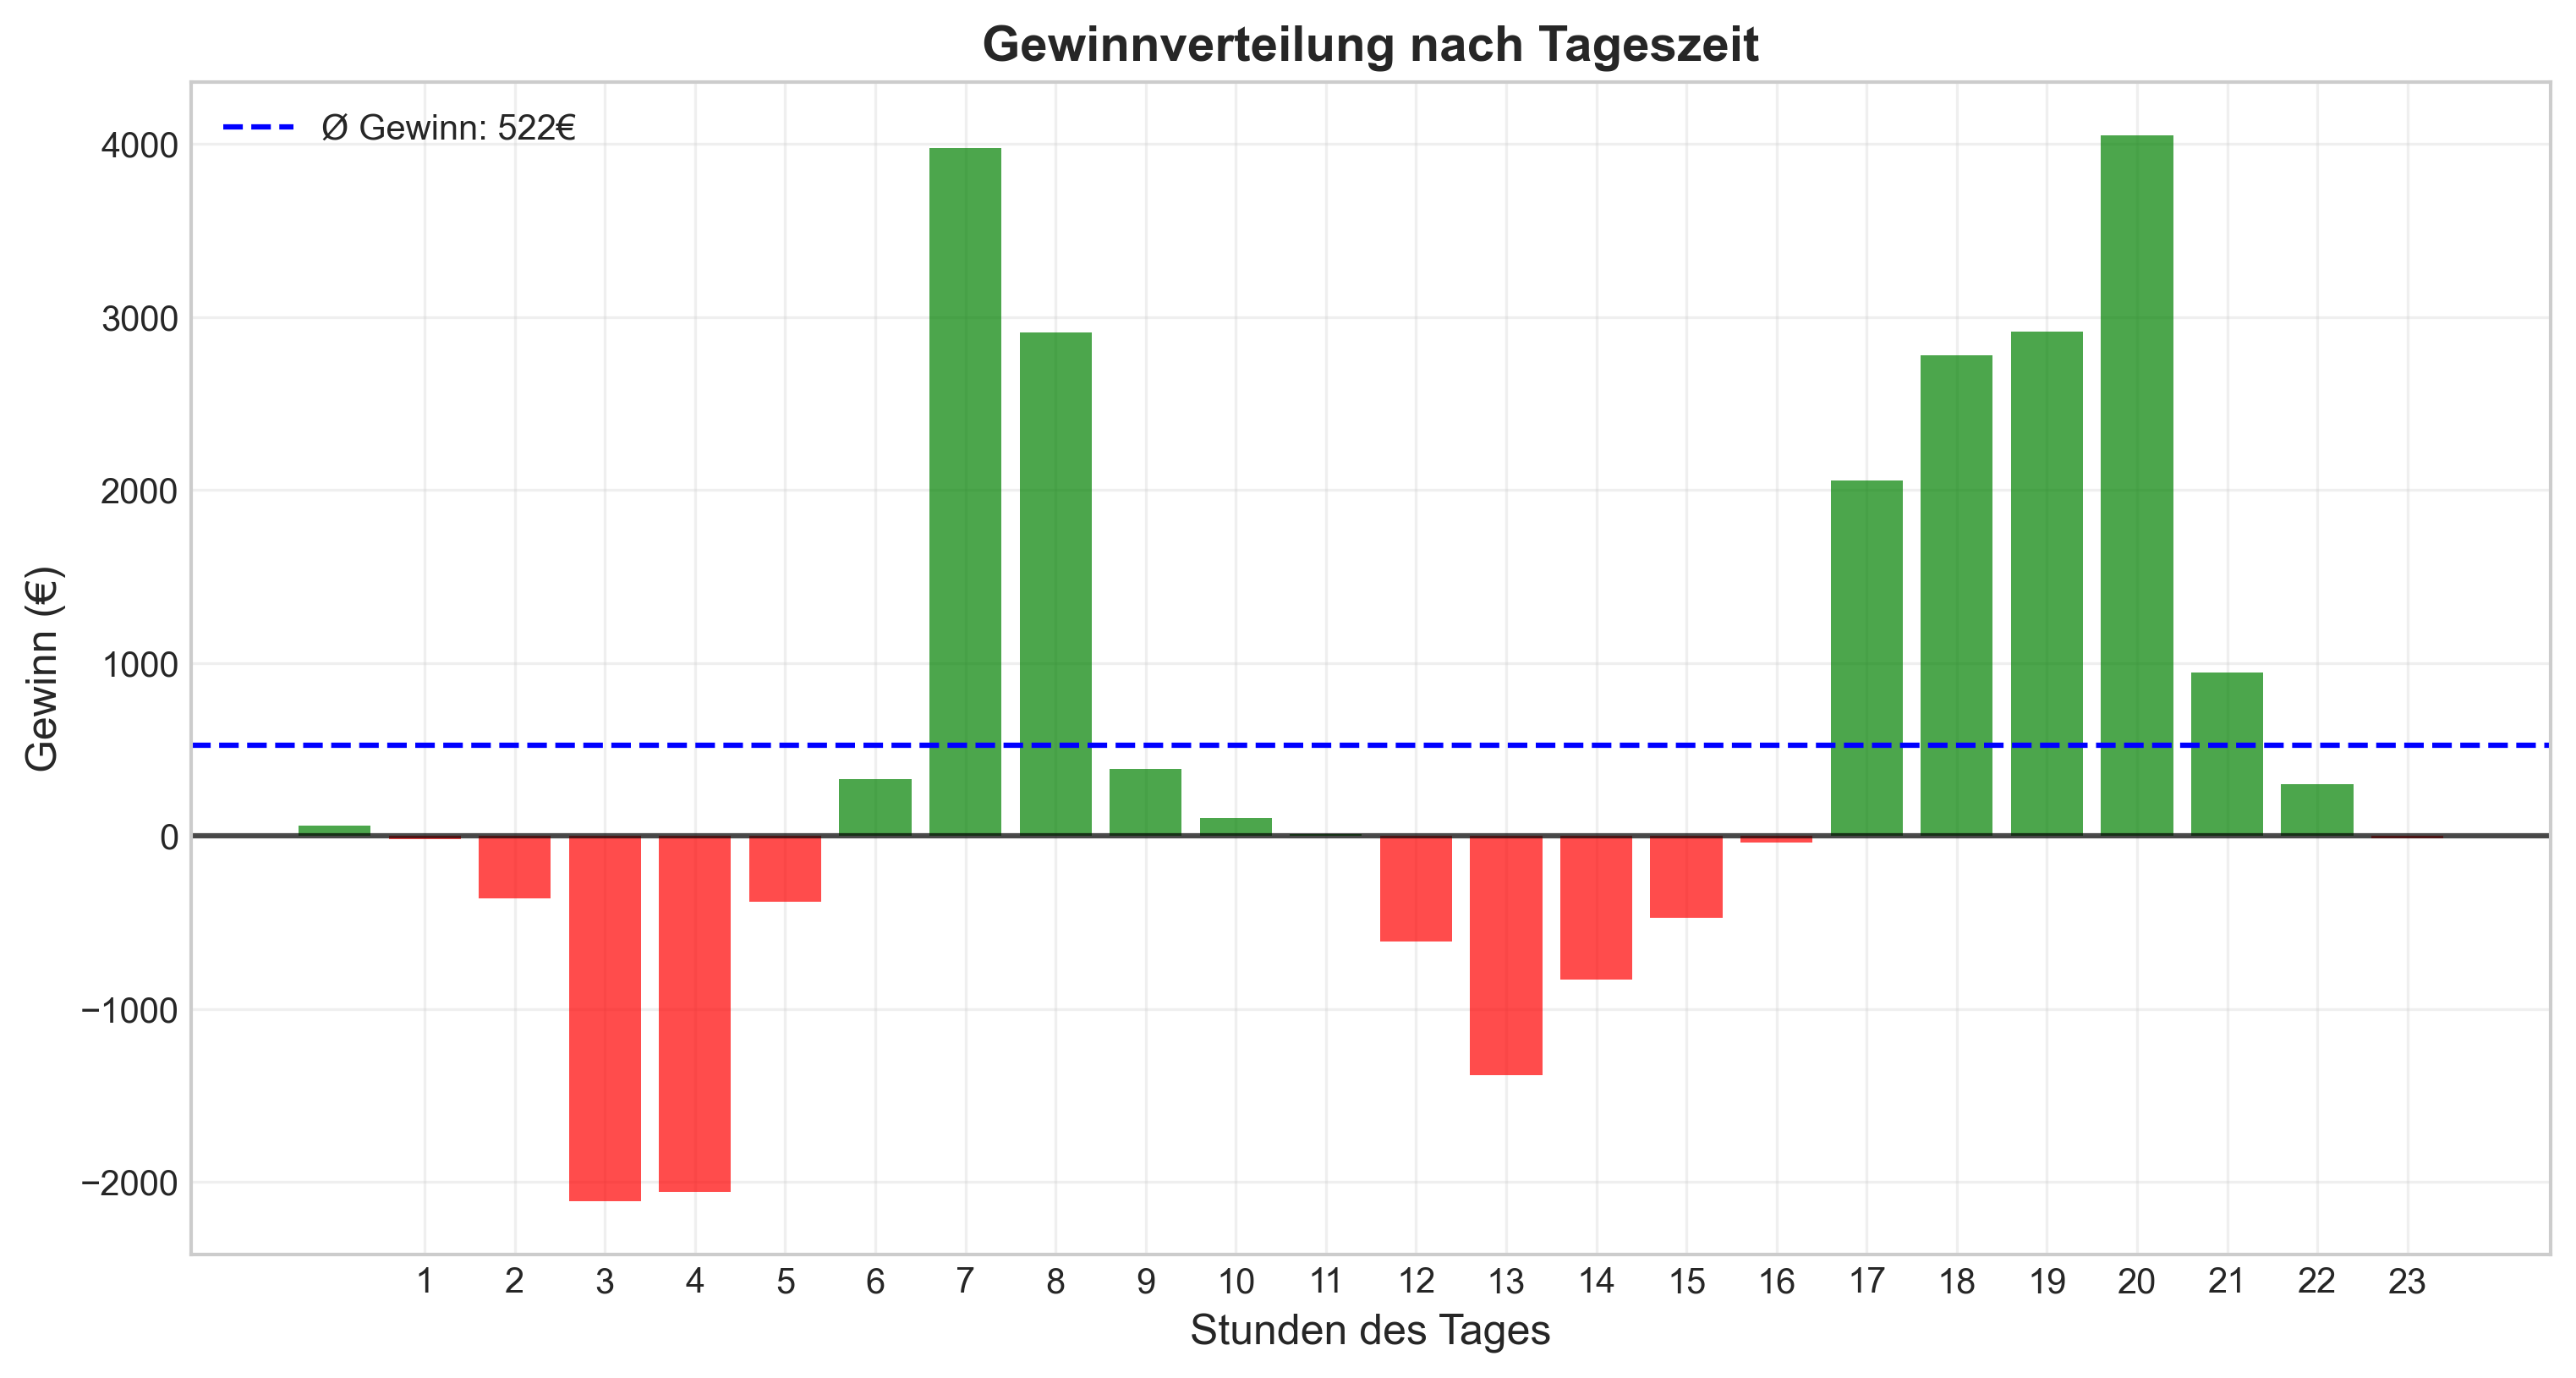 Gewinnverteilung nach Tageszeit
Ø Gewinn: 522€
4000
3000
2000
1000
0
−1000
−2000
Gewinn (€)
1 2 3 4 5 6 7 8 9 10 11 12 13 14 15 16 17 18 19 20 21 22 23
Stunden des Tages